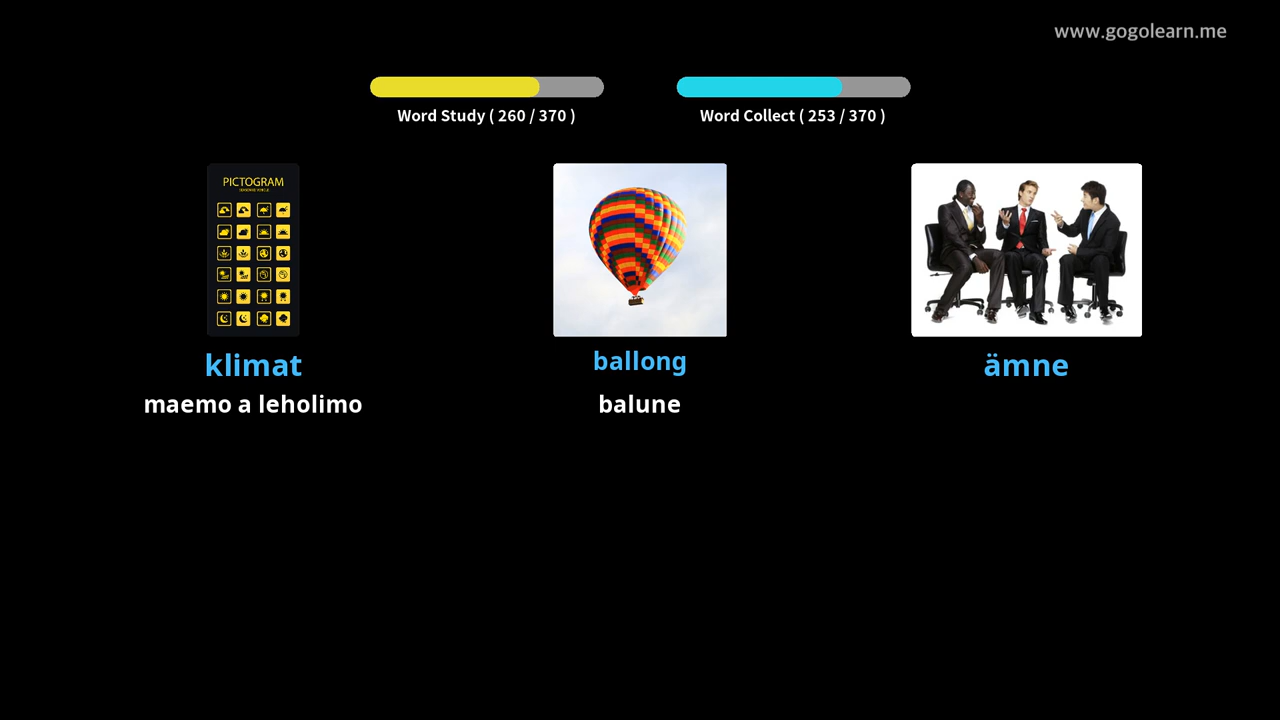 www.gogolearn.me
Word Study ( 260 / 370 )
Word Collect ( 253 / 370 )
PICTOGRAM
klimat
ballong
ämne
maemo a leholimo
balune